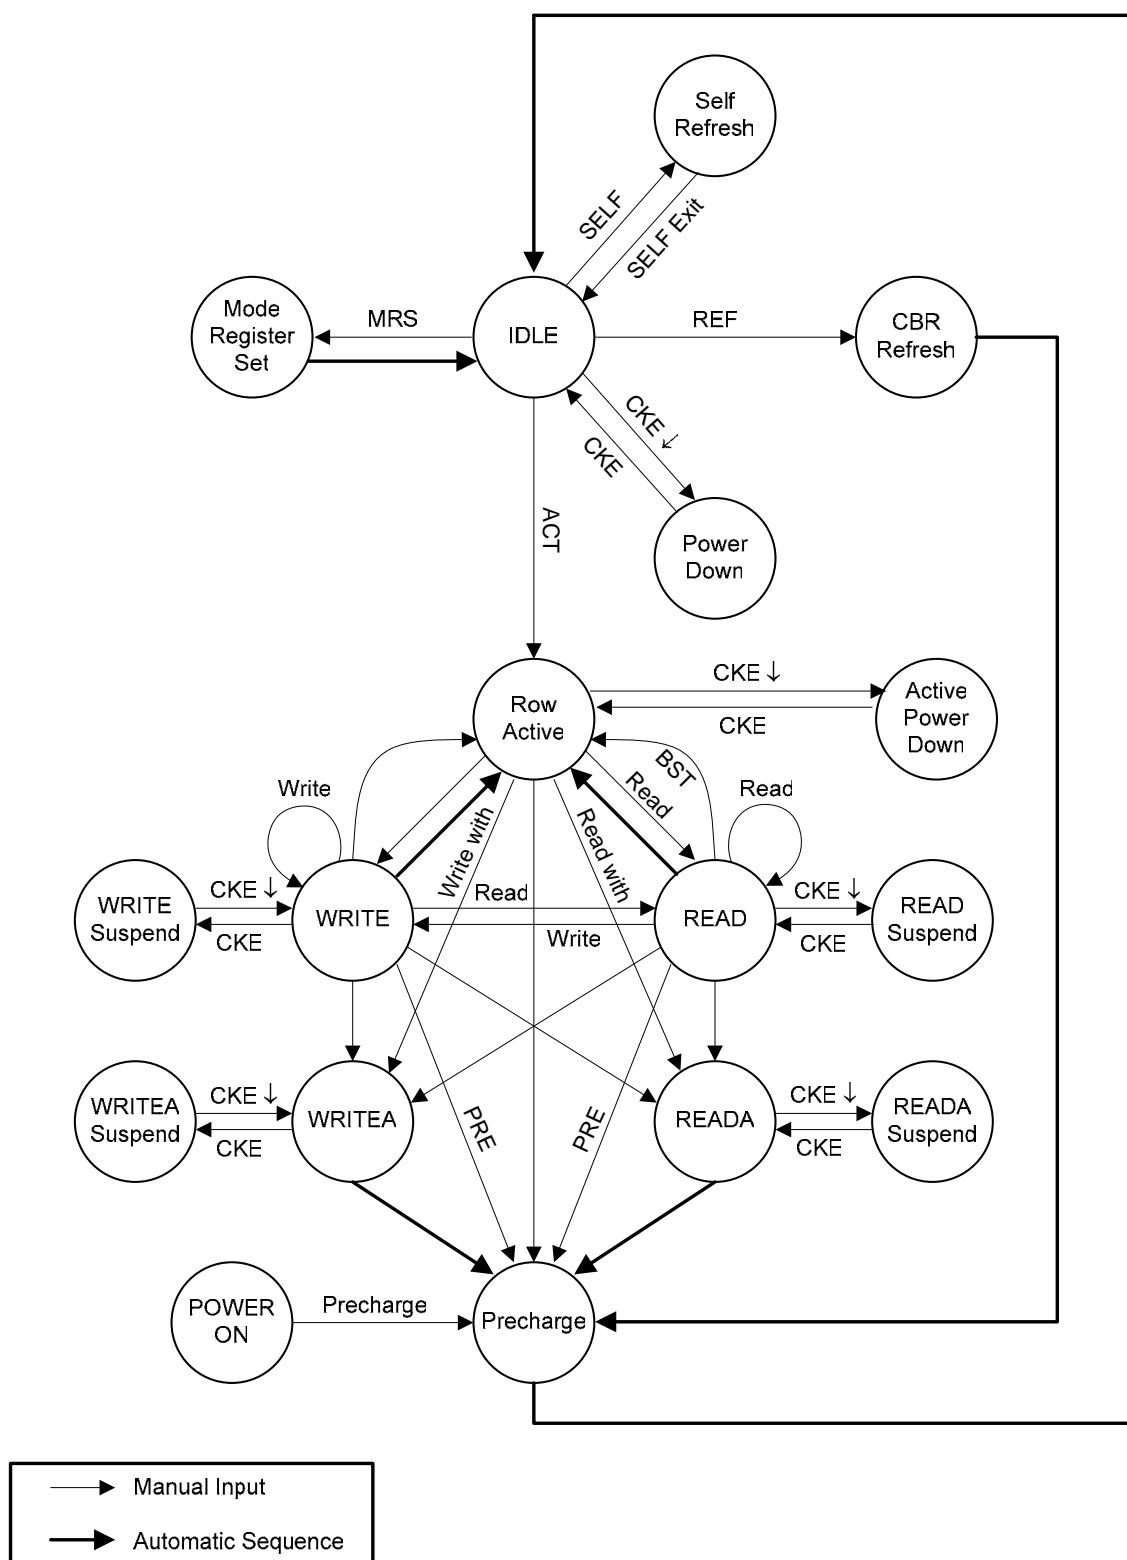 Self
Refresh
SELF
SELF Exit
Mode
Register
Set
MRS
IDLE
REF
CBR
Refresh
CKE ↓
CKE
ACT
Power
Down
Row
Active
CKE ↓
CKE
Active
Power
Down
BST
Read
Write
Write with
Read with
Read
WRITE
Suspend
CKE ↓
CKE
WRITE
Read
Write
READ
CKE ↓
CKE
READ
Suspend
WRITEA
Suspend
CKE ↓
CKE
WRITEA
PRE
PRE
READA
CKE ↓
CKE
READA
Suspend
POWER
ON
Precharge
Precharge
Manual Input
Automatic Sequence